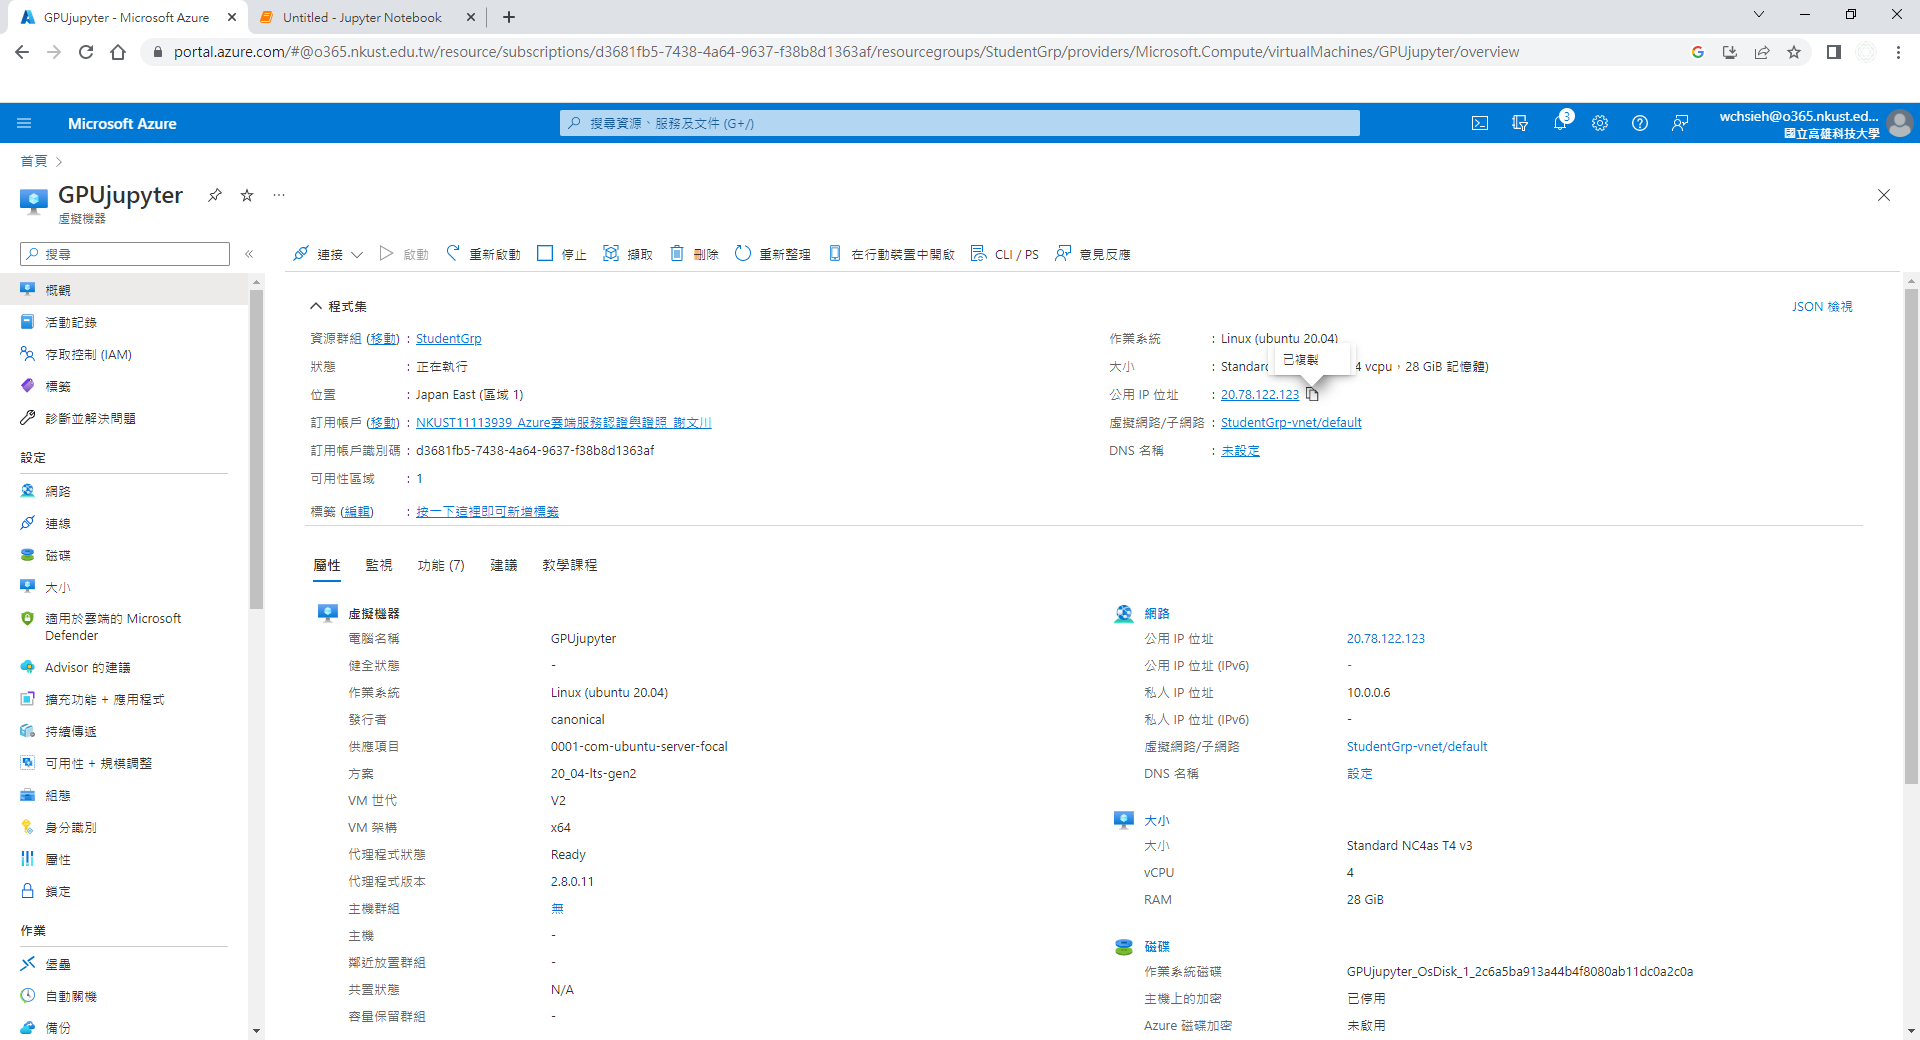 GPUjupyter - Microsoft Azure
Untitled - Jupyter Notebook
portal.azure.com/#@o365.nkust.edu.tw/resource/subscriptions/d3681fb5-7438-4a64-9637-f38b8d1363af/resourcegroups/StudentGrp/providers/Microsoft.Compute/virtualMachines/GPUjupyter/overview
Microsoft Azure
搜尋資源、服務及文件 (G+/)
3
wchsieh@o365.nkust.ed...
國立高雄科技大學
首頁
GPUjupyter
虛擬機器
搜尋
連接
啟動
重新啟動
停止
擷取
刪除
重新整理
在行動裝置中開啟
CLI / PS
意見反應
概觀
活動記錄
存取控制 (IAM)
標籤
診斷並解決問題
設定
網路
連線
磁碟
大小
適用於雲端的 Microsoft
Defender
Advisor 的建議
擴充功能 + 應用程式
持續傳遞
可用性 + 規模調整
組態
身分識別
屬性
鎖定
作業
堡壘
自動關機
備份
程式集
JSON 檢視
資源群組 (移動) : StudentGrp
狀態 : 正在執行
位置 : Japan East (區域 1)
訂用帳戶 (移動) : NKUST11113939_Azure雲端服務認證與證照_謝文川
訂用帳戶識別碼 : d3681fb5-7438-4a64-9637-f38b8d1363af
可用性區域 : 1
標籤 (編輯) : 按一下這裡即可新增標籤
作業系統 : Linux (ubuntu 20.04)
已複製
大小 : Standard 4 vcpu，28 GiB 記憶體)
公用 IP 位址 : 20.78.122.123
虛擬網路/子網路 : StudentGrp-vnet/default
DNS 名稱 : 未設定
屬性
監視
功能 (7)
建議
教學課程
虛擬機器
電腦名稱 GPUjupyter
健全狀態 -
作業系統 Linux (ubuntu 20.04)
發行者 canonical
供應項目 0001-com-ubuntu-server-focal
方案 20_04-lts-gen2
VM 世代 V2
VM 架構 x64
代理程式狀態 Ready
代理程式版本 2.8.0.11
主機群組 無
主機 -
鄰近放置群組 -
共置狀態 N/A
容量保留群組 -
網路
公用 IP 位址 20.78.122.123
公用 IP 位址 (IPv6) -
私人 IP 位址 10.0.0.6
私人 IP 位址 (IPv6) -
虛擬網路/子網路 StudentGrp-vnet/default
DNS 名稱 設定
大小
大小 Standard NC4as T4 v3
vCPU 4
RAM 28 GiB
磁碟
作業系統磁碟 GPUjupyter_OsDisk_1_2c6a5ba913a44b4f8080ab11dc0a2c0a
主機上的加密 已停用
Azure 磁碟加密 未啟用